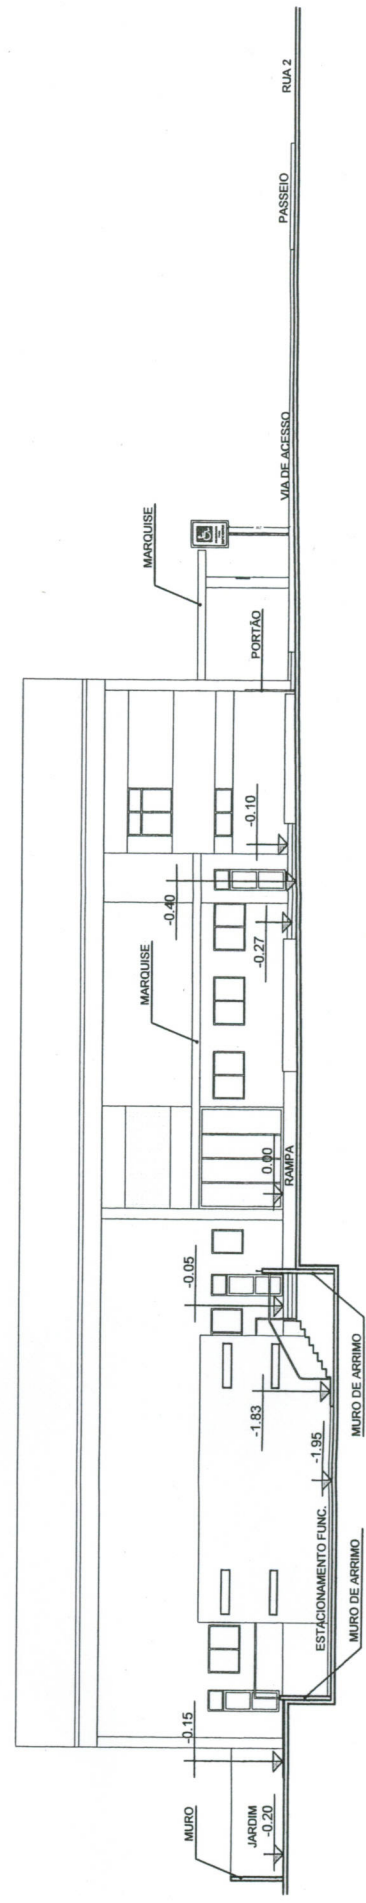 MURO
JARDIM
-0.20
-0.15
MURO DE ARRIMO
ESTACIONAMENTO FUNC.
-1.95
-1.83
MURO DE ARRIMO
-0.05
0.00
RAMPA
MARQUISE
-0.27
-0.40
-0.10
PORTÃO
MARQUISE
VIA DE ACESSO
PASSEIO
RUA 2